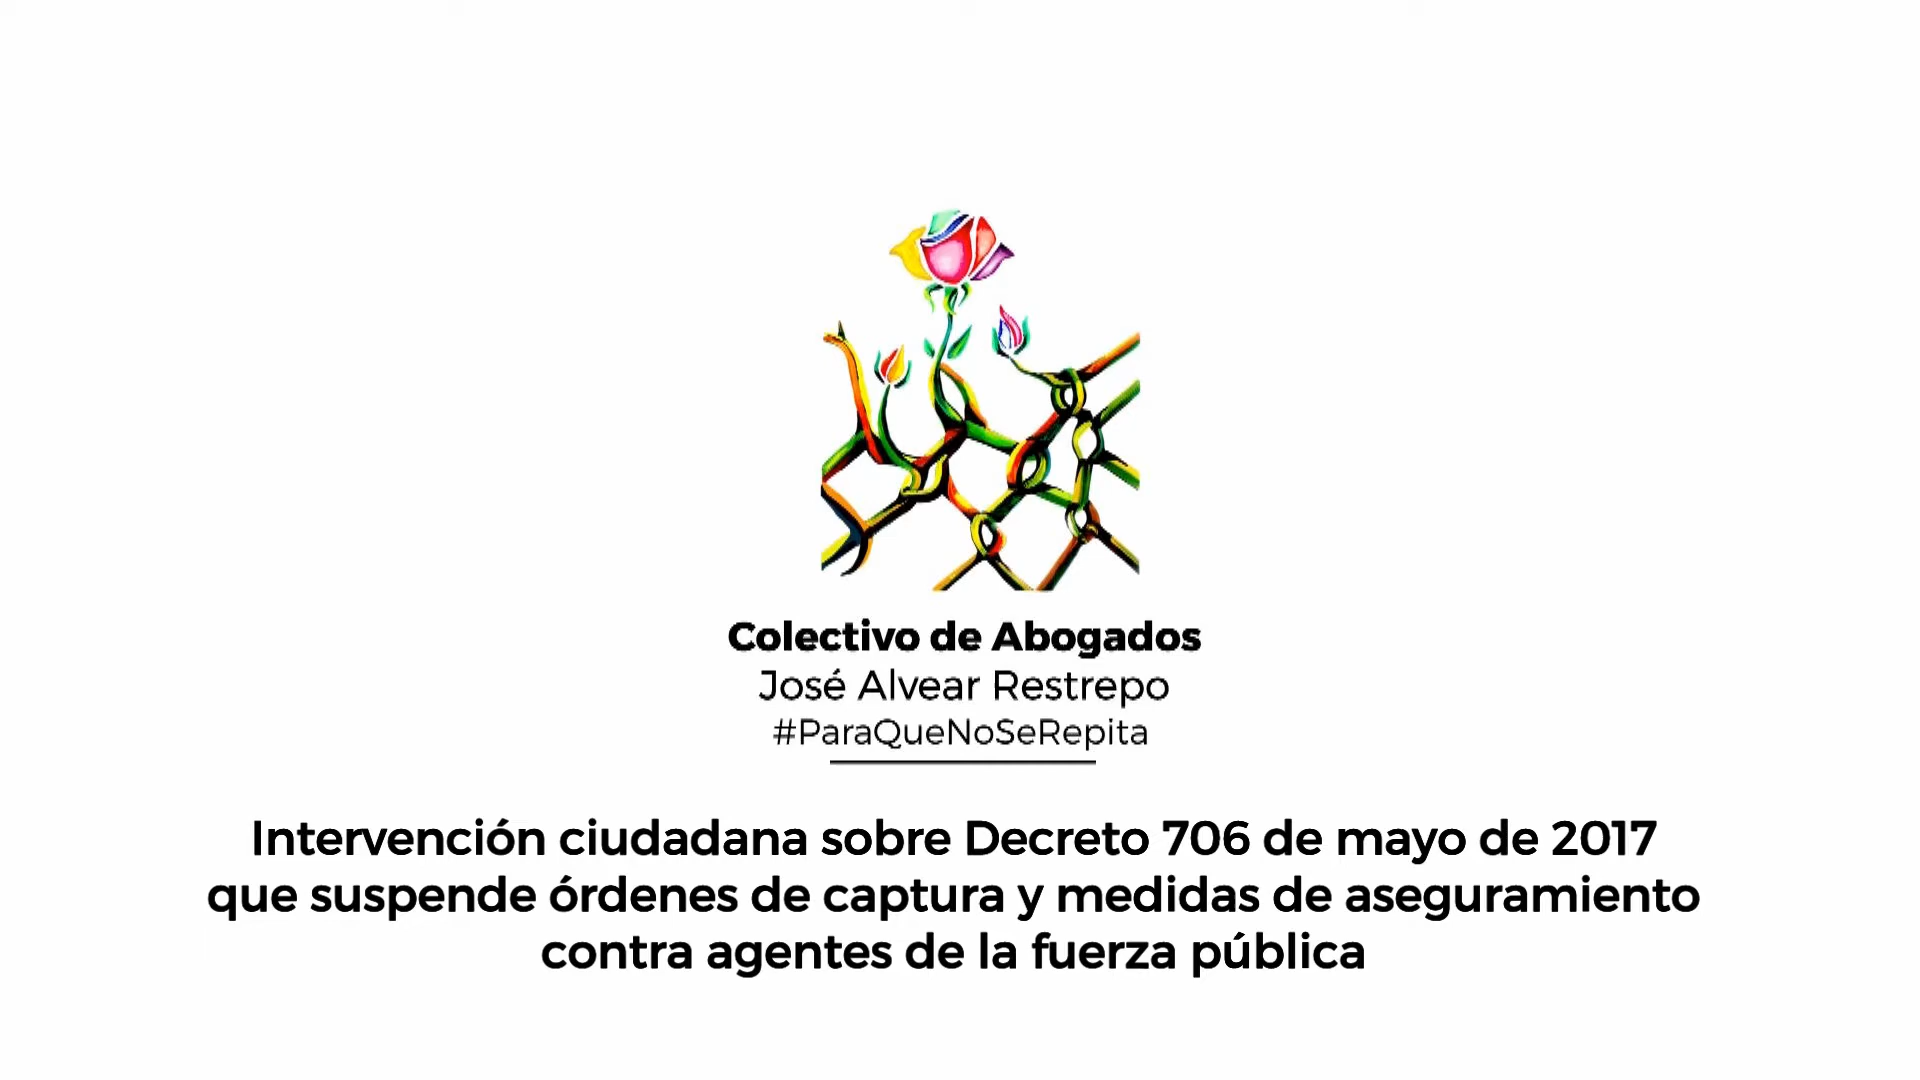 Colectivo de Abogados
José Alvear Restrepo
#ParaQueNoSeRepita
Intervención ciudadana sobre Decreto 706 de mayo de 2017
que suspende órdenes de captura y medidas de aseguramiento
contra agentes de la fuerza pública